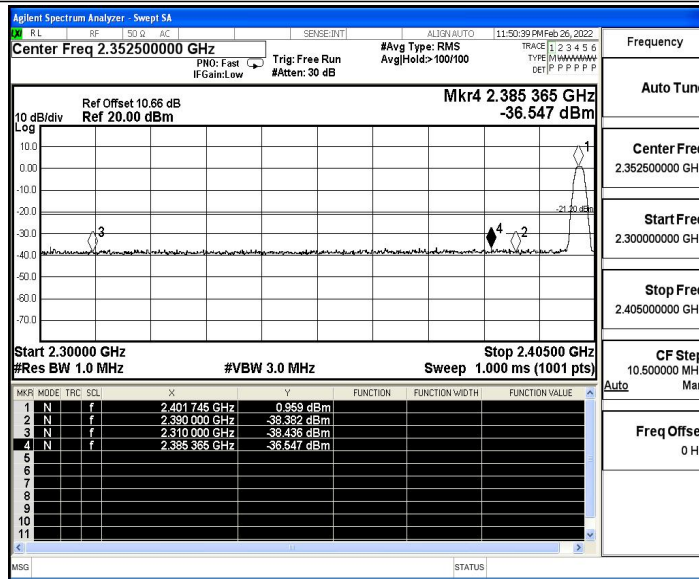 Agilent Spectrum Analyzer - Swept SA
RL RF 50 Ω AC SENSE:INT ALIGN AUTO 11:50:39 PM Feb 26, 2022
Center Freq 2.352500000 GHz
PNO: Fast
IFGain:Low
Trig: Free Run
#Atten: 30 dB
#Avg Type: RMS
Avg|Hold:>100/100
TRACE 1 2 3 4 5 6
TYPE M
DET P P P P P P
Ref Offset 10.66 dB
Ref 20.00 dBm
10 dB/div
Log
Mkr4 2.385 365 GHz
-36.547 dBm
10.0
0.00
-10.0
-20.0
-30.0
-40.0
-50.0
-60.0
-70.0
1
-21.20 dBm
3
4
2
Start 2.30000 GHz
Stop 2.40500 GHz
#Res BW 1.0 MHz
#VBW 3.0 MHz
Sweep 1.000 ms (1001 pts)
MKR MODE TRC SCL X Y FUNCTION FUNCTION WIDTH FUNCTION VALUE
1 N f 2.401 745 GHz 0.959 dBm
2 N f 2.390 000 GHz -38.382 dBm
3 N f 2.310 000 GHz -38.436 dBm
4 N f 2.385 365 GHz -36.547 dBm
5
6
7
8
9
10
11
MSG
STATUS
Frequency
Auto Tun
Center Fre
2.352500000 GH
Start Fre
2.300000000 GH
Stop Fre
2.405000000 GH
CF Step
10.500000 MH
Auto Ma
Freq Offse
0 H